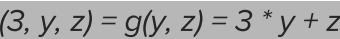 (3, y, z) = g(y, z) = 3 * y + z